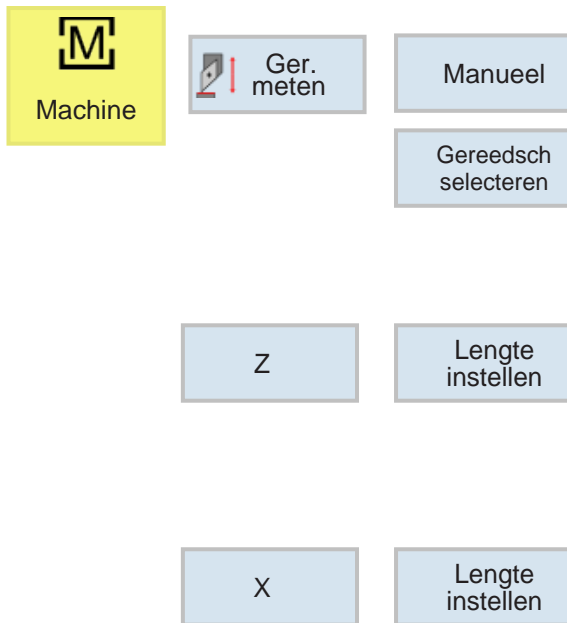 M
Machine
Ger.
meten
Manueel
Gereedsch
selecteren
Z
Lengte
instellen
X
Lengte
instellen